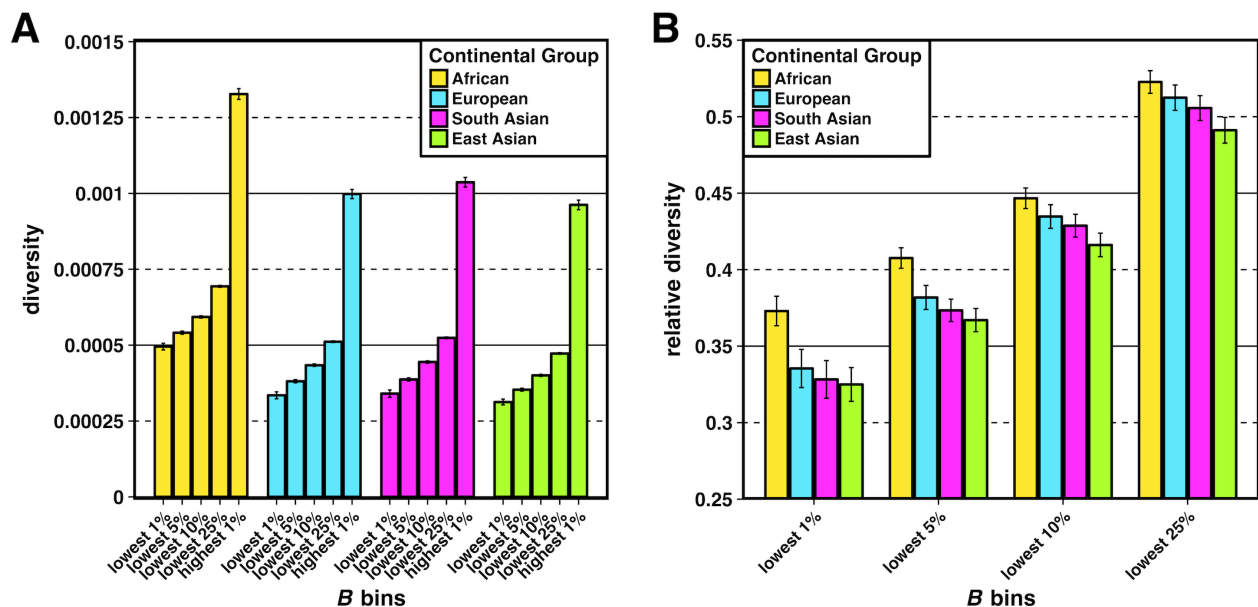 A
0.0015
0.00125
0.001
0.00075
0.0005
0.00025
0
diversity
Continental Group
African
European
South Asian
East Asian
lowest 1%
lowest 5%
lowest 10%
lowest 25%
highest 1%
lowest 1%
lowest 5%
lowest 10%
lowest 25%
highest 1%
lowest 1%
lowest 5%
lowest 10%
lowest 25%
highest 1%
lowest 1%
lowest 5%
lowest 10%
lowest 25%
highest 1%
B bins
B
0.55
0.5
0.45
0.4
0.35
0.3
0.25
relative diversity
Continental Group
African
European
South Asian
East Asian
lowest 1%
lowest 5%
lowest 10%
lowest 25%
B bins